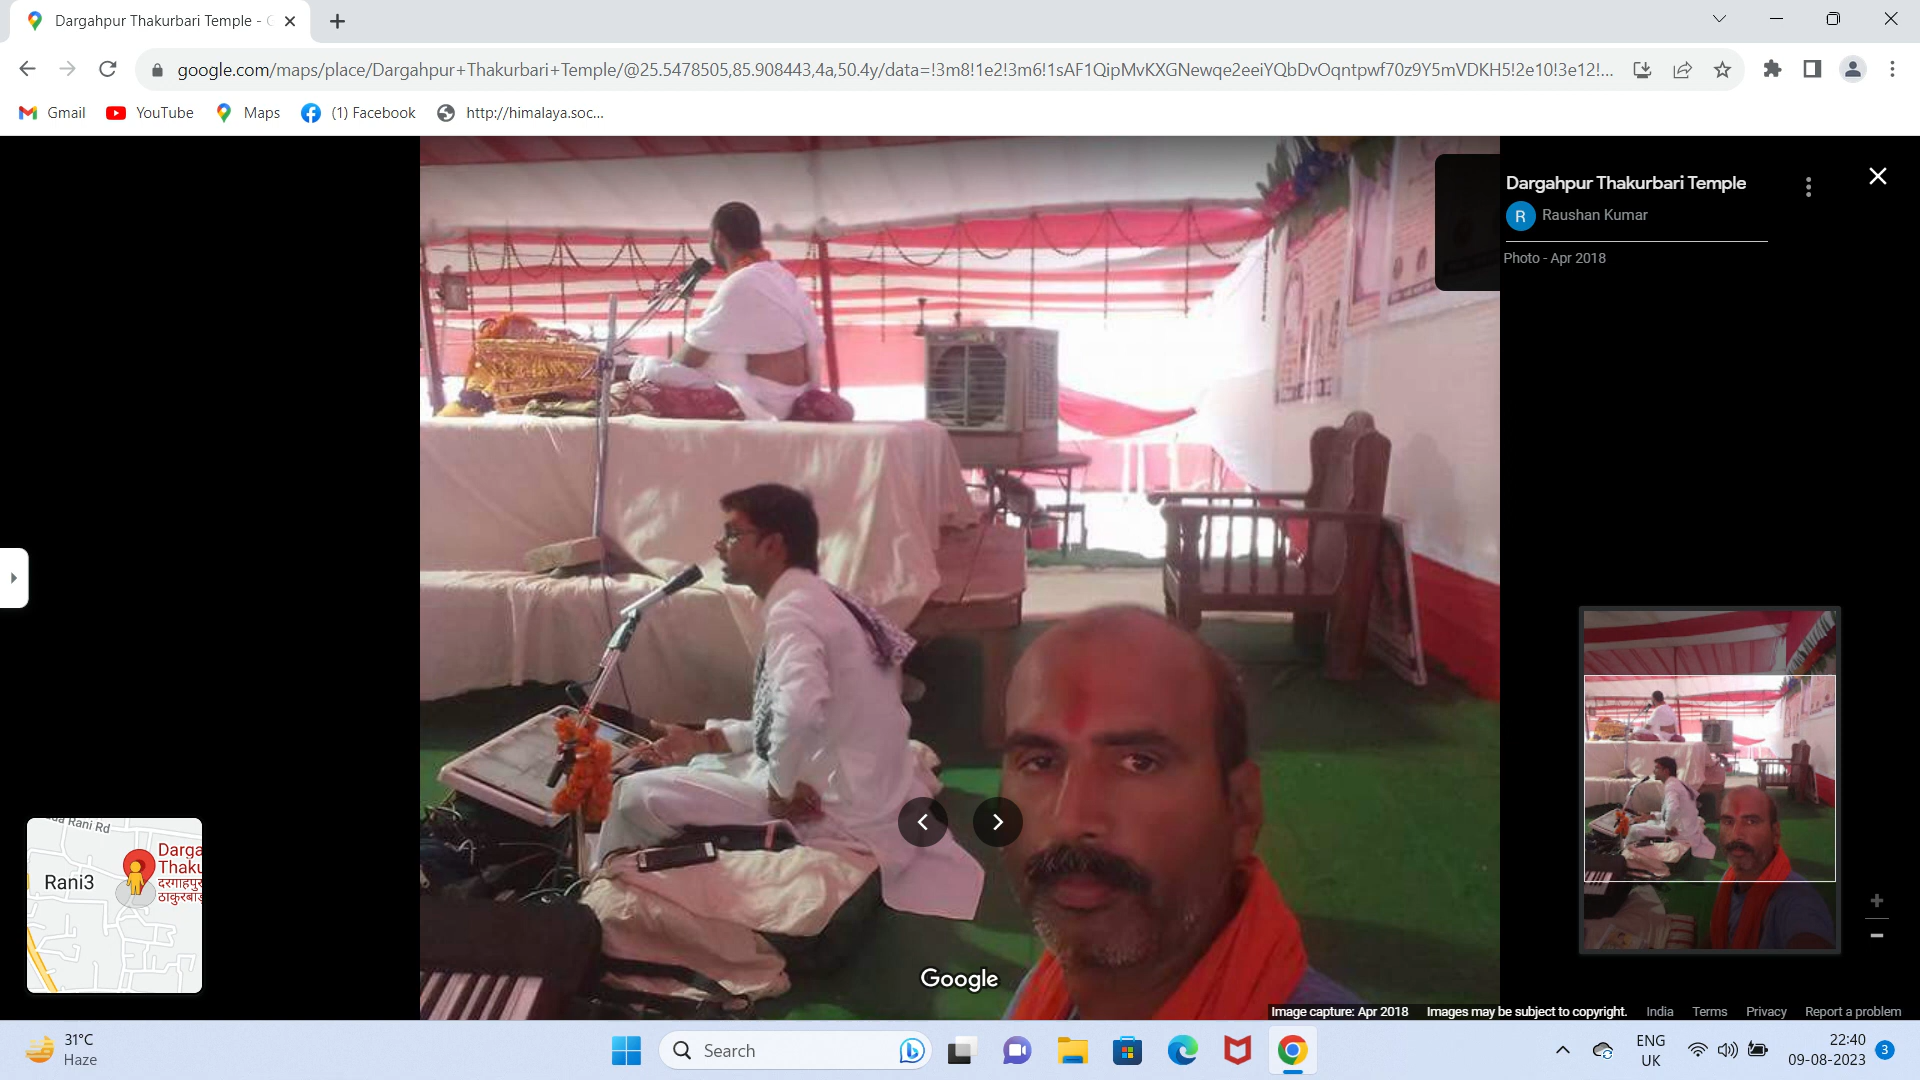 Dargahpur Thakurbari Temple -
google.com/maps/place/Dargahpur+Thakurbari+Temple/@25.5478505,85.908443,4a,50.4y/data=!3m8!1e2!3m6!1sAF1QipMvKXGNewqe2eeiYQbDvOqntpwf70z9Y5mVDKH5!2e10!3e12!...
Gmail YouTube Maps (1) Facebook http://himalaya.soc...
Dargahpur Thakurbari Temple
R Raushan Kumar
Photo - Apr 2018
Rani Rd
Darga
Thaku
Rani3
दरगाहपुर
ठाकुरबाड़
Google
Image capture: Apr 2018 Images may be subject to copyright. India Terms Privacy Report a problem
31°C
Haze
Search
ENG
UK
22:40
09-08-2023
3